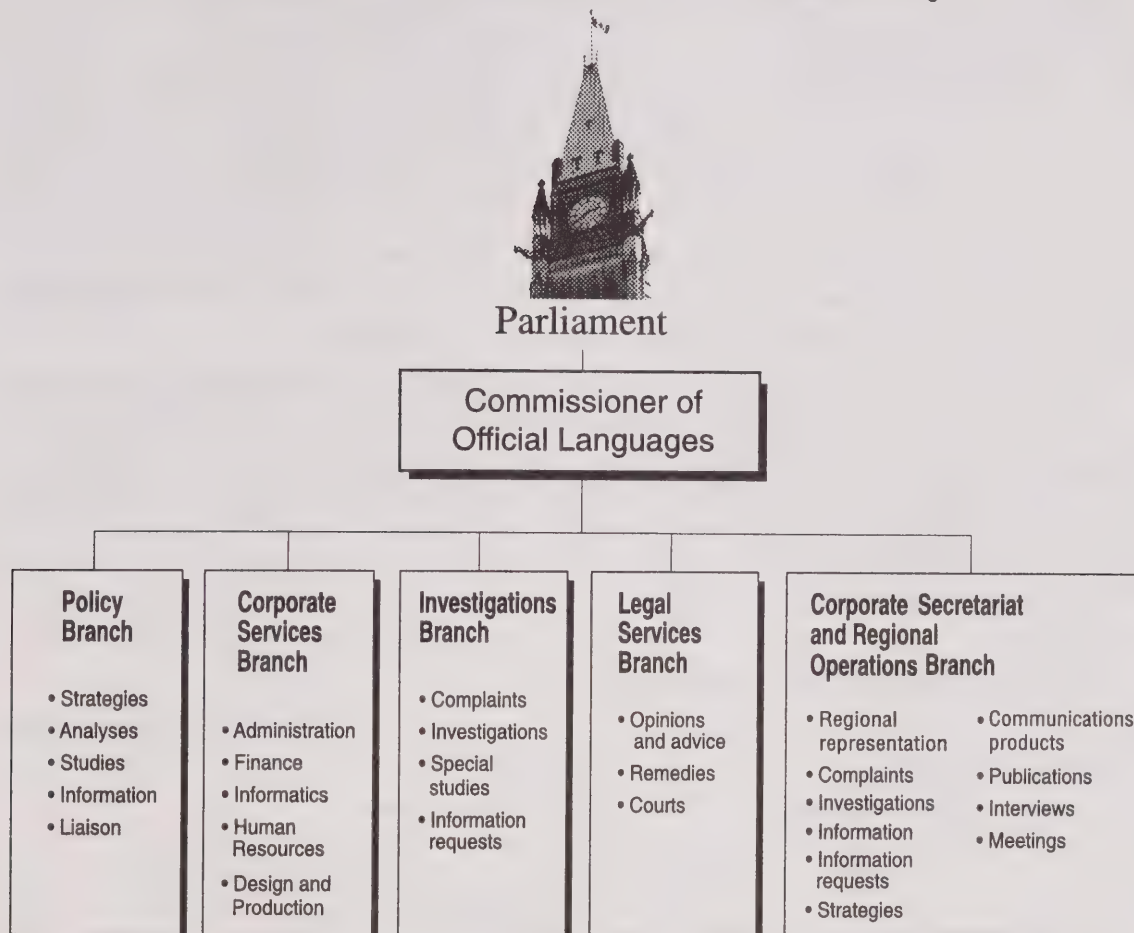 Parliament
Commissioner of
Official Languages
Policy
Branch
• Strategies
• Analyses
• Studies
• Information
• Liaison
Corporate
Services
Branch
• Administration
• Finance
• Informatics
• Human
Resources
• Design and
Production
Investigations
Branch
• Complaints
• Investigations
• Special
studies
• Information
requests
Legal
Services
Branch
• Opinions
and advice
• Remedies
• Courts
Corporate Secretariat
and Regional
Operations Branch
• Regional
representation
• Complaints
• Investigations
• Information
• Information
requests
• Strategies
• Communications
products
• Publications
• Interviews
• Meetings